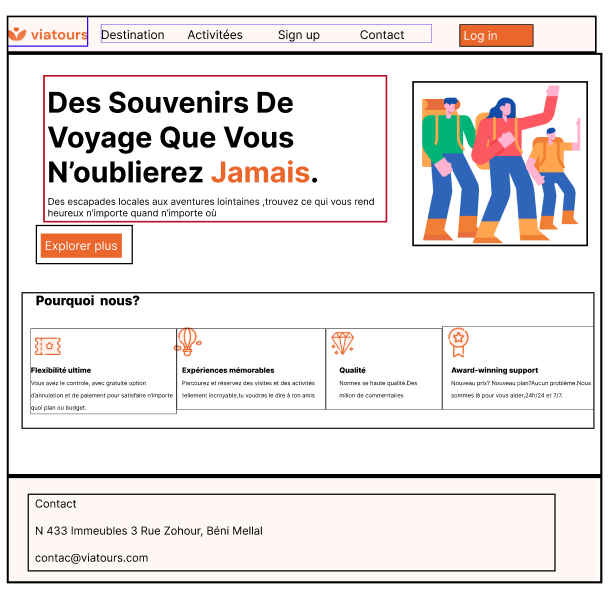 viatours
Destination
Activitées
Sign up
Contact
Log in
Des Souvenirs De
Voyage Que Vous
N’oublierez Jamais.
Des escapades locales aux aventures lointaines ,trouvez ce qui vous rend
heureux n’importe quand n’importe où
Explorer plus
Pourquoi nous?
Flexibilité ultime
Vous avez le controle, avec gratuité option
d’annulation et de paiement pour satisfaire n’importe
quoi plan ou budget.
Expériences mémorables
Parcourez et réservez des visites et des activités
tellement incroyable,tu voudras le dire à ton amis
Qualité
Normes se haute qualité.Des
milion de commentaires
Award-winning support
Nouveau prix? Nouveau plan?Aucun problème.Nous
sommes là pour vous aider,24h/24 et 7/7.
Contact
N 433 Immeubles 3 Rue Zohour, Béni Mellal
contac@viatours.com